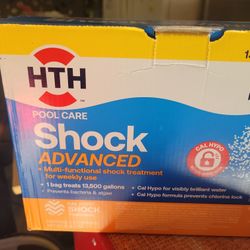 HTH
POOL CARE
Shock
ADVANCED
• Multi-functional shock treatment
for weekly use
• 1 bag treats 13,500 gallons
• Prevents bacteria & algae
CAL HYPO
• Cal Hypo for visibly brilliant water
• Cal Hypo formula prevents chlorine lock
SHOCK